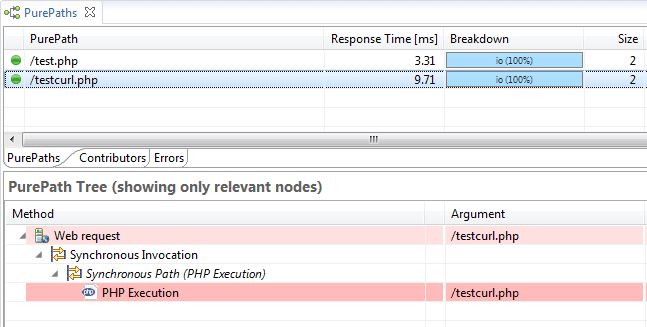 PurePaths
PurePath Response Time [ms] Breakdown Size
/test.php 3.31 io (100%) 2
/testcurl.php 9.71 io (100%) 2
PurePaths Contributors Errors
PurePath Tree (showing only relevant nodes)
Method Argument
Web request /testcurl.php
Synchronous Invocation
Synchronous Path (PHP Execution)
php PHP Execution /testcurl.php